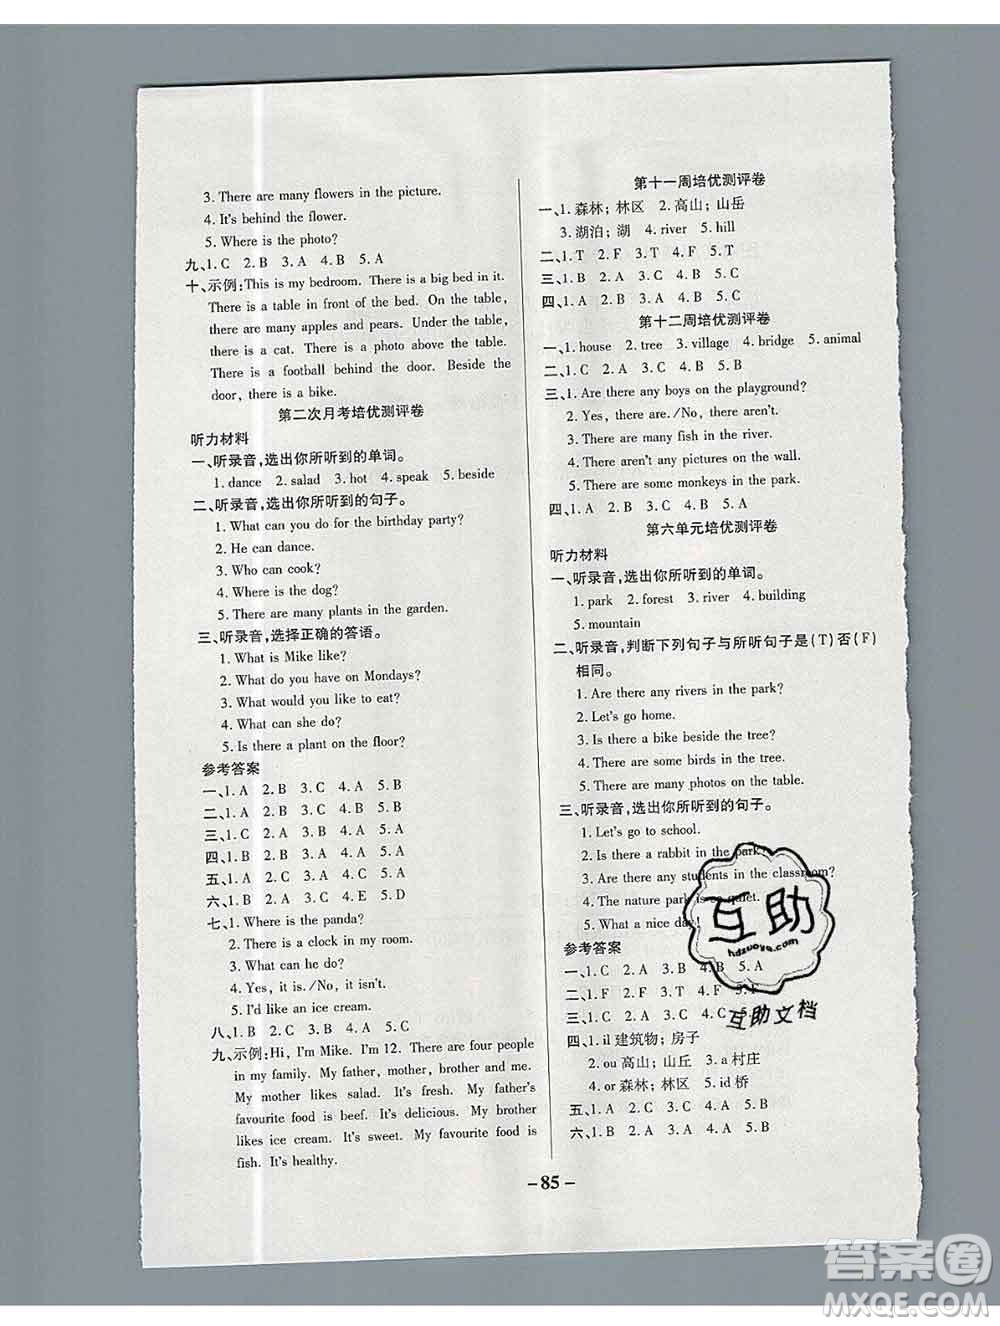 3. There are many flowers in the picture.
4. It's behind the flower.
5. Where is the photo?
九、1. C 2. B 3. A 4. B 5. A
十、示例:This is my bedroom. There is a big bed in it.
There is a table in front of the bed. On the table,
there are many apples and pears. Under the table,
there is a cat. There is a photo above the table.
There is a football behind the door. Beside the
door, there is a bike.
第二次月考培优测评卷
听力材料
一、听录音,选出你所听到的单词。
1. dance 2. salad 3. hot 4. speak 5. beside
二、听录音,选出你所听到的句子。
1. What can you do for the birthday party?
2. He can dance.
3. What can you cook?
4. Where is the dog?
5. There are many plants in the garden.
三、听录音,选择正确的答语。
1. What is Mike like?
2. What do you have on Mondays?
3. What would you like to eat?
4. What can she do?
5. Is there a plant on the floor?
参考答案
一、1. A 2. B 3. C 4. A 5. B
二、1. A 2. B 3. C 4. A 5. B
三、1. C 2. A 3. C 4. A 5. A
四、1. B 2. C 3. A 4. B 5. A
五、1. A 2. C 3. A 4. B 5. A
六、1. B 2. C 3. A 4. E 5. D
七、1. Where is the panda?
2. There is a clock in my room.
3. What can he do?
4. Yes, it is. /No, it isn't.
5. I'd like an ice cream.
八、1. B 2. B 3. A 4. B 5. C
九、示例:Hi, I'm Mike. I'm 12. There are four people
in my family. My father, mother, brother and me.
My mother likes salad. It's fresh. My father's
favourite food is beef. It's delicious. My brother
likes ice cream. It's sweet. My favourite food is
fish. It's healthy.
第十一周培优测评卷
一、1. 森林；林区 2. 高山；山岳
3. 湖泊；湖 4. river 5. hill
二、1. T 2. F 3. T 4. F 5. T
三、1. B 2. C 3. A 4. B 5. C
四、1. A 2. C 3. A 4. B 5. C
第十二周培优测评卷
一、1. house 2. tree 3. village 4. bridge 5. animal
二、1. C 2. A 3. C 4. B 5. A
三、1. Are there any boys on the playground?
2. Yes, there are. /No, there aren't.
3. There are many fish in the river.
4. There aren't any pictures on the wall.
5. There are some monkeys in the park.
四、1. A 2. B 3. C 4. B 5. A
第六单元培优测评卷
听力材料
一、听录音,选出你所听到的单词。
1. park 2. forest 3. river 4. building
5. mountain
二、听录音,判断下列句子与所听句子是(T)否(F)
相同。
1. Are there any rivers in the park?
2. Let's go home.
3. Is there a bike beside the tree?
4. There are some birds in the tree.
5. There are many photos on the table.
三、听录音,选出你所听到的句子。
1. Let's go to school.
2. Is there a rabbit in the park?
3. Are there any students in the classroom?
4. The nature park is so quiet.
5. What a nice day!
参考答案
一、1. C 2. A 3. B 4. B 5. A
二、1. F 2. F 3. T 4. T
三、1. C 2. A 3. C 4. C
四、1. il 建筑物；房子
2. ou 高山；山丘 3. a 村庄
4. or 森林；林区 5. id 桥
五、1. A 2. C 3. C 4. B 5. A
六、1. B 2. C 3. A 4. A 5. B
互助
hdzuoye.com
互助文档
- 85 -
答案圈
MXQE.COM